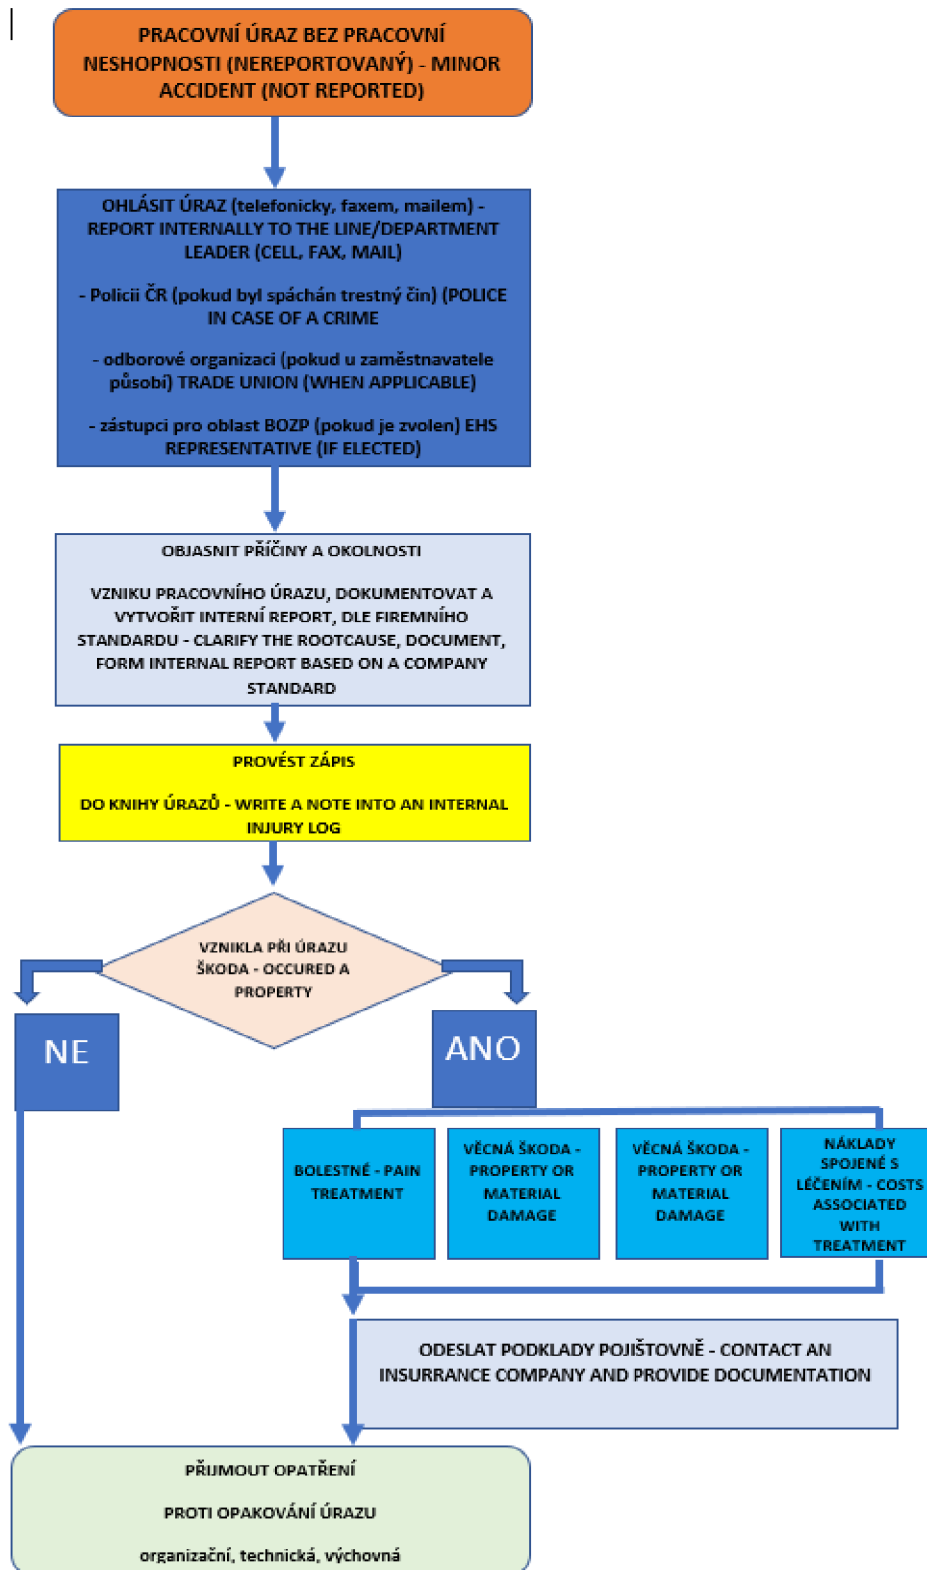 PRACOVNÍ ÚRAZ BEZ PRACOVNÍ
NESHOPNOSTI (NEREPORTOVANÝ) - MINOR
ACCIDENT (NOT REPORTED)
OHLÁSIT ÚRAZ (telefonicky, faxem, mailem) -
REPORT INTERNALLY TO THE LINE/DEPARTMENT
LEADER (CELL, FAX, MAIL)
- Policii ČR (pokud byl spáchán trestný čin) (POLICE
IN CASE OF A CRIME
- odborové organizaci (pokud u zaměstnavatele
působí) TRADE UNION (WHEN APPLICABLE)
- zástupci pro oblast BOZP (pokud je zvolen) EHS
REPRESENTATIVE (IF ELECTED)
OBJASNIT PŘÍČINY A OKOLNOSTI
VZNIKU PRACOVNÍHO ÚRAZU, DOKUMENTOVAT A
VYTVOŘIT INTERNÍ REPORT, DLE FIREMNÍHO
STANDARDU - CLARIFY THE ROOTCAUSE, DOCUMENT,
FORM INTERNAL REPORT BASED ON A COMPANY
STANDARD
PROVÉST ZÁPIS
DO KNIHY ÚRAZŮ - WRITE A NOTE INTO AN INTERNAL
INJURY LOG
VZNIKLA PŘI ÚRAZU
ŠKODA - OCCURED A
PROPERTY
NE
ANO
BOLESTNÉ - PAIN
TREATMENT
VĚCNÁ ŠKODA -
PROPERTY OR
MATERIAL
DAMAGE
VĚCNÁ ŠKODA -
PROPERTY OR
MATERIAL
DAMAGE
NÁKLADY
SPOJENÉ S
LÉČENÍM - COSTS
ASSOCIATED
WITH
TREATMENT
ODESLAT PODKLADY POJIŠTOVNĚ - CONTACT AN
INSURRANCE COMPANY AND PROVIDE DOCUMENTATION
PŘIJMOUT OPATŘENÍ
PROTI OPAKOVÁNÍ ÚRAZU
organizační, technická, výchovná